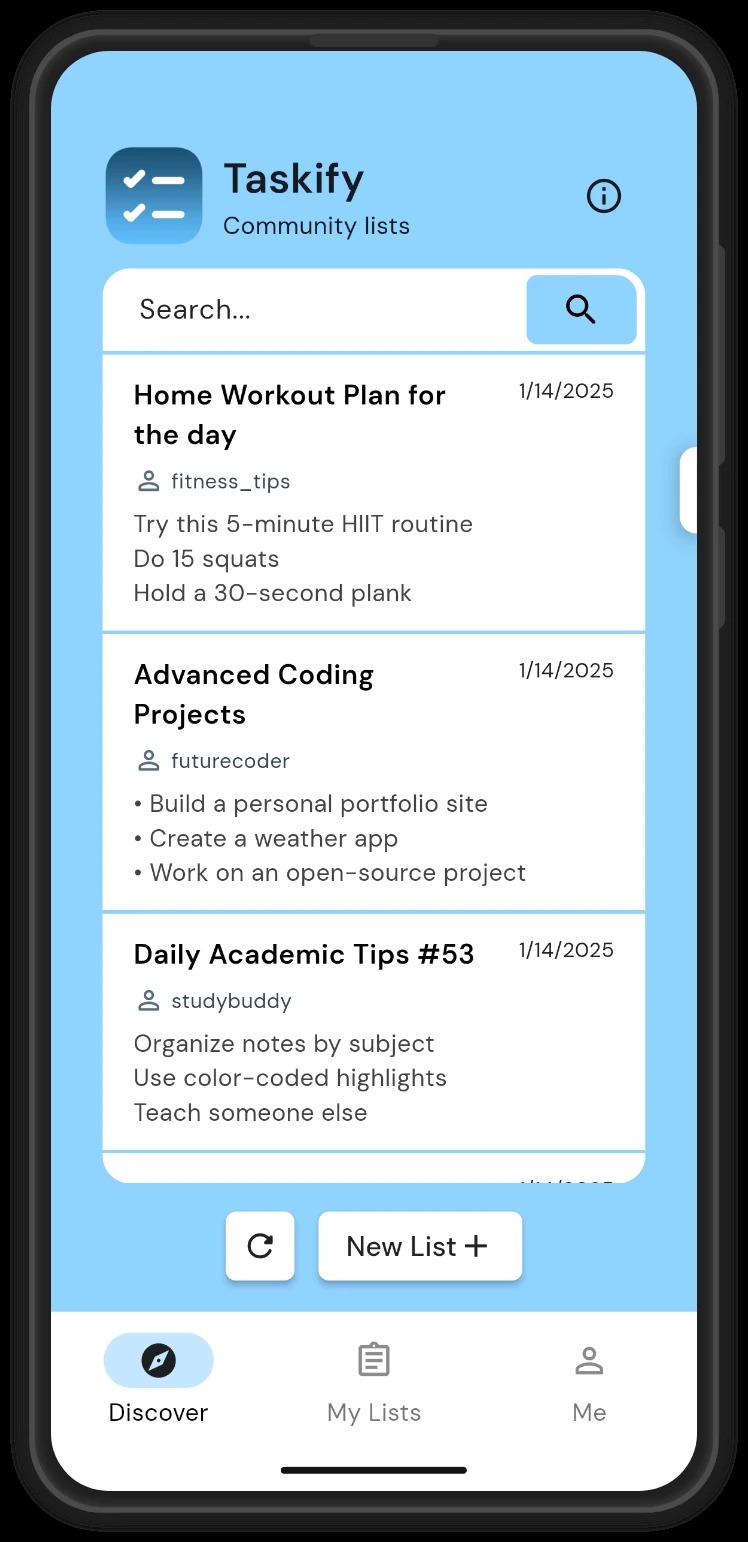 Taskify
Community lists
Search...
Home Workout Plan for
the day
1/14/2025
fitness_tips
Try this 5-minute HIIT routine
Do 15 squats
Hold a 30-second plank
Advanced Coding
Projects
1/14/2025
futurecoder
• Build a personal portfolio site
• Create a weather app
• Work on an open-source project
Daily Academic Tips #53
1/14/2025
studybuddy
Organize notes by subject
Use color-coded highlights
Teach someone else
New List
Discover
My Lists
Me